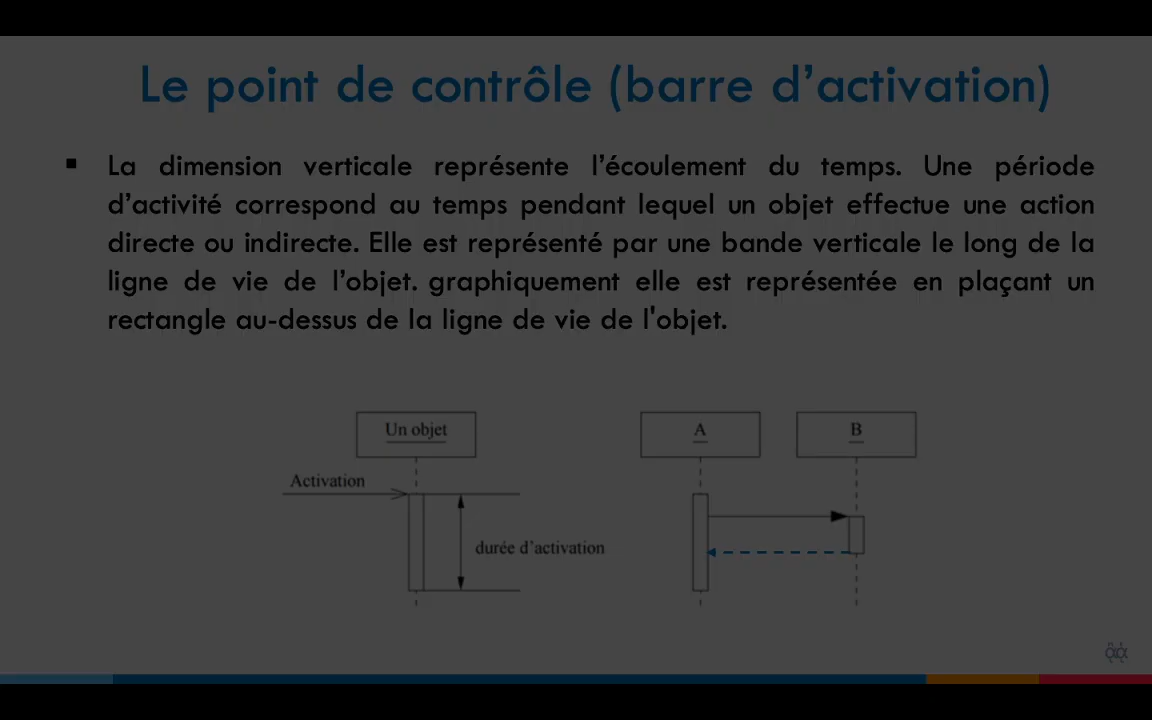 Le point de contrôle (barre d’activation)
▪ La dimension verticale représente l’écoulement du temps. Une période
d’activité correspond au temps pendant lequel un objet effectue une action
directe ou indirecte. Elle est représenté par une bande verticale le long de la
ligne de vie de l’objet. graphiquement elle est représentée en plaçant un
rectangle au-dessus de la ligne de vie de l'objet.
Un objet
A
B
Activation
durée d’activation